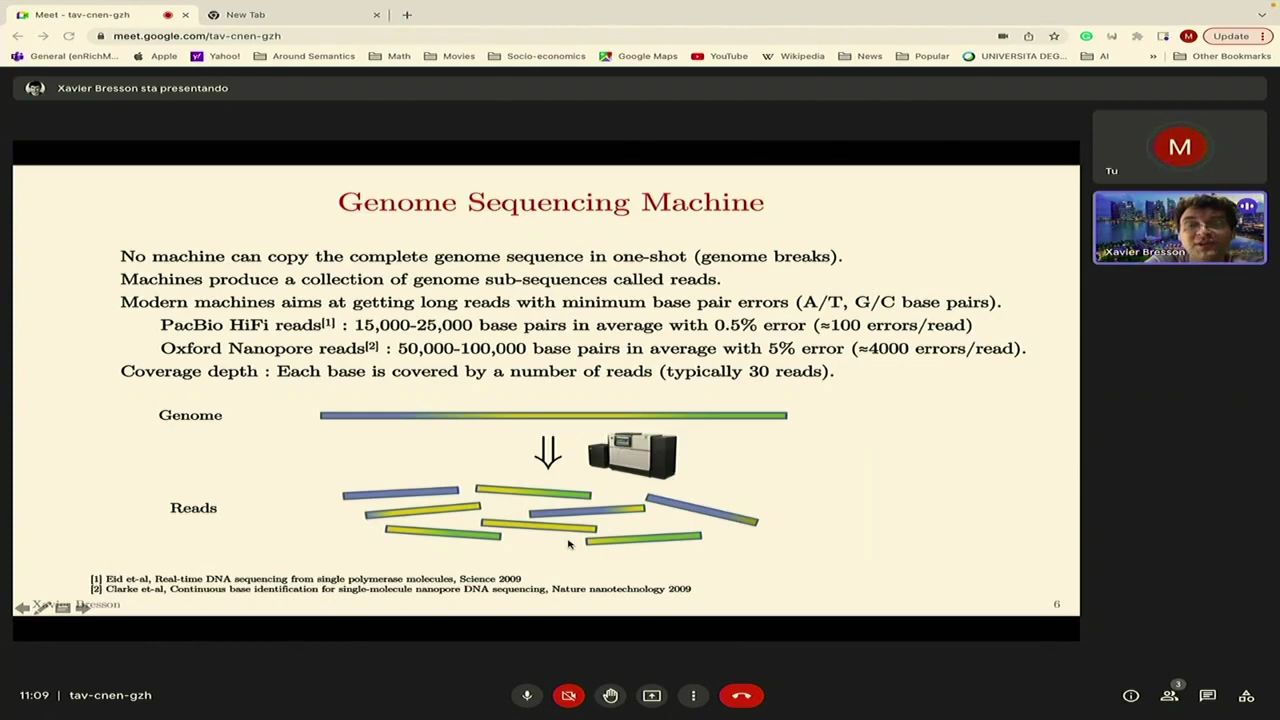 Meet - tav-cnen-gzh
New Tab
meet.google.com/tav-cnen-gzh
M
Update
General (enRichM...
Apple
Yahoo!
Around Semantics
Math
Movies
Socio-economics
Google Maps
YouTube
Wikipedia
News
Popular
UNIVERSITA DEG...
AI
»
Other Bookmarks
Xavier Bresson sta presentando
M
Tu
Xavier Bresson
Genome Sequencing Machine
No machine can copy the complete genome sequence in one-shot (genome breaks).
Machines produce a collection of genome sub-sequences called reads.
Modern machines aims at getting long reads with minimum base pair errors (A/T, G/C base pairs).
PacBio HiFi reads[1] : 15,000-25,000 base pairs in average with 0.5% error (≈100 errors/read)
Oxford Nanopore reads[2] : 50,000-100,000 base pairs in average with 5% error (≈4000 errors/read).
Coverage depth : Each base is covered by a number of reads (typically 30 reads).
Genome
Reads
[1] Eid et-al, Real-time DNA sequencing from single polymerase molecules, Science 2009
[2] Clarke et-al, Continuous base identification for single-molecule nanopore DNA sequencing, Nature nanotechnology 2009
Xavier Bresson
6
11:09 | tav-cnen-gzh
3